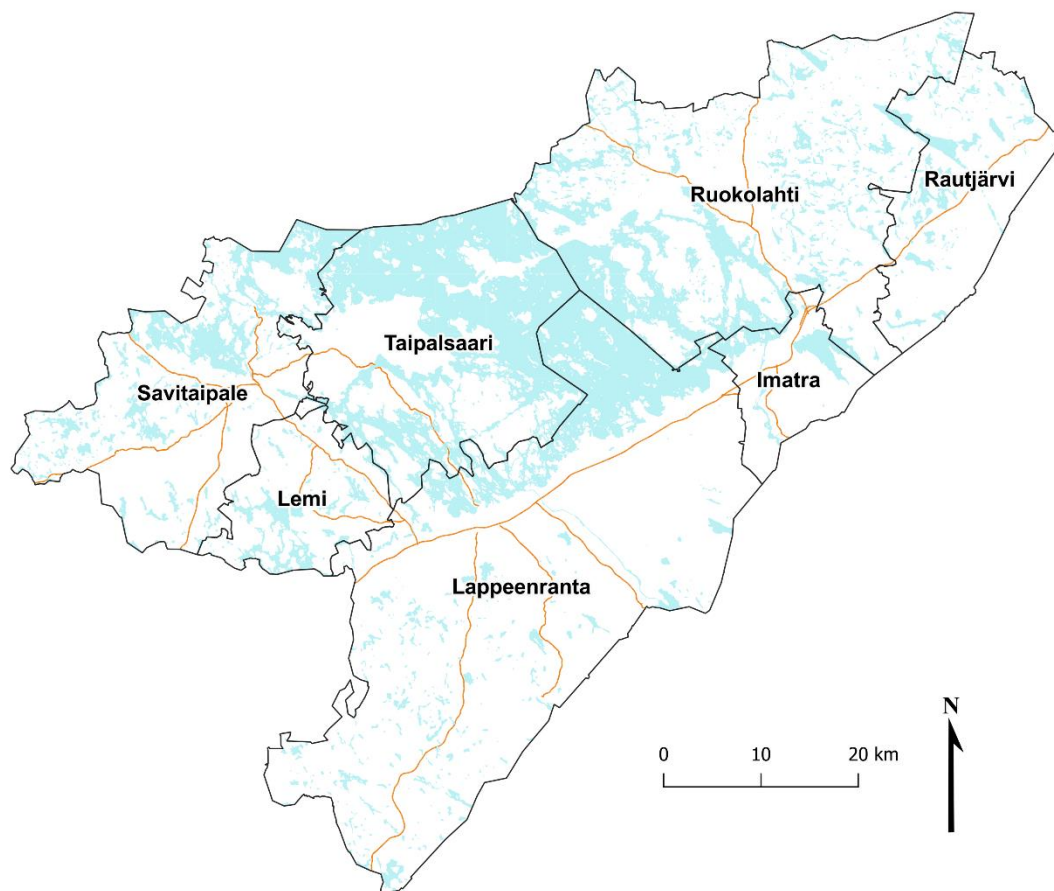 Rautjärvi
Ruokolahti
Taipalsaari
Imatra
Savitaipale
Lemi
Lappeenranta
N
0 10 20 km